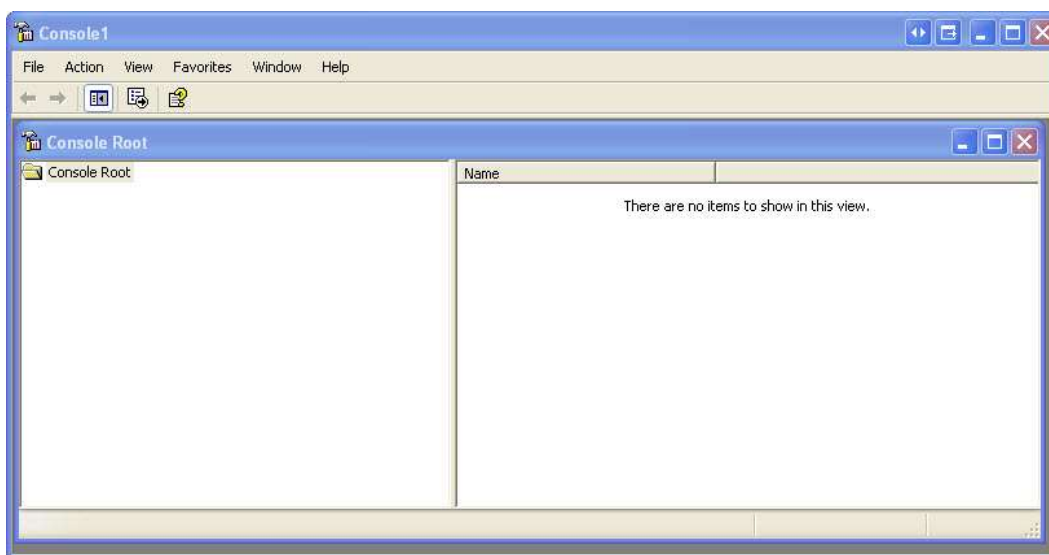 Console1
File Action View Favorites Window Help
Console Root
Console Root
Name
There are no items to show in this view.